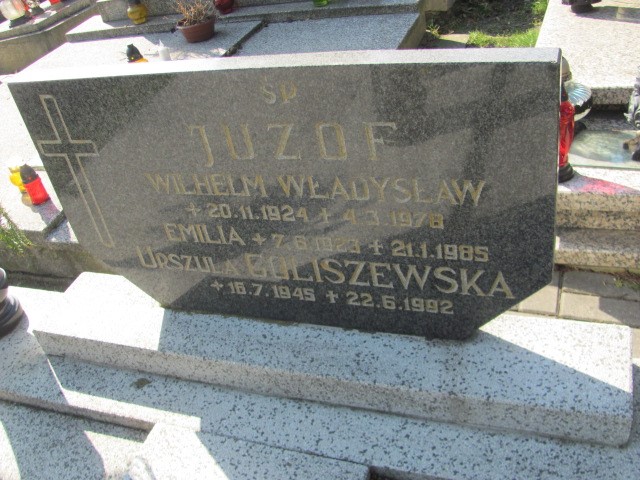 ŚP
JUZOF
WILHELM WŁADYSŁAW
+ 20.11.1924 + 4.3.1978
EMILIA + 7.6.1923 + 21.1.1985
URSZULA GOLISZEWSKA
+ 16.7.1945 + 22.6.1992